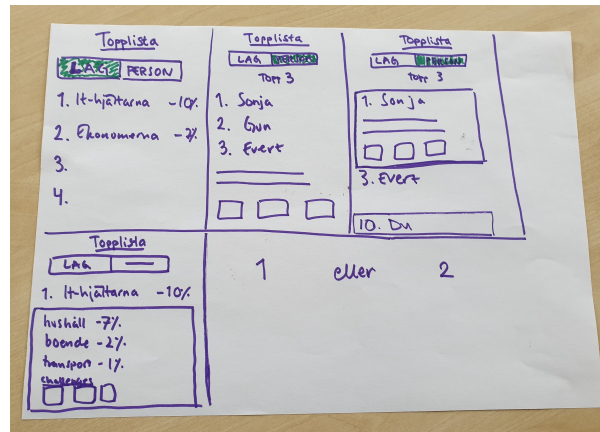 Topplista
LAG PERSON
1. It-hjältarna -10%
2. Ekonomerna -7%
3.
4.
Topplista
LAG
Topp 3
1. Sonja
2. Gun
3. Evert
Topplista
LAG PERSON
Topp 3
1. Sonja
3. Evert
10. Du
Topplista
LAG
1. It-hjältarna -10%
hushåll -7%
boende -2%
transport -1%
challenges
1 eller 2